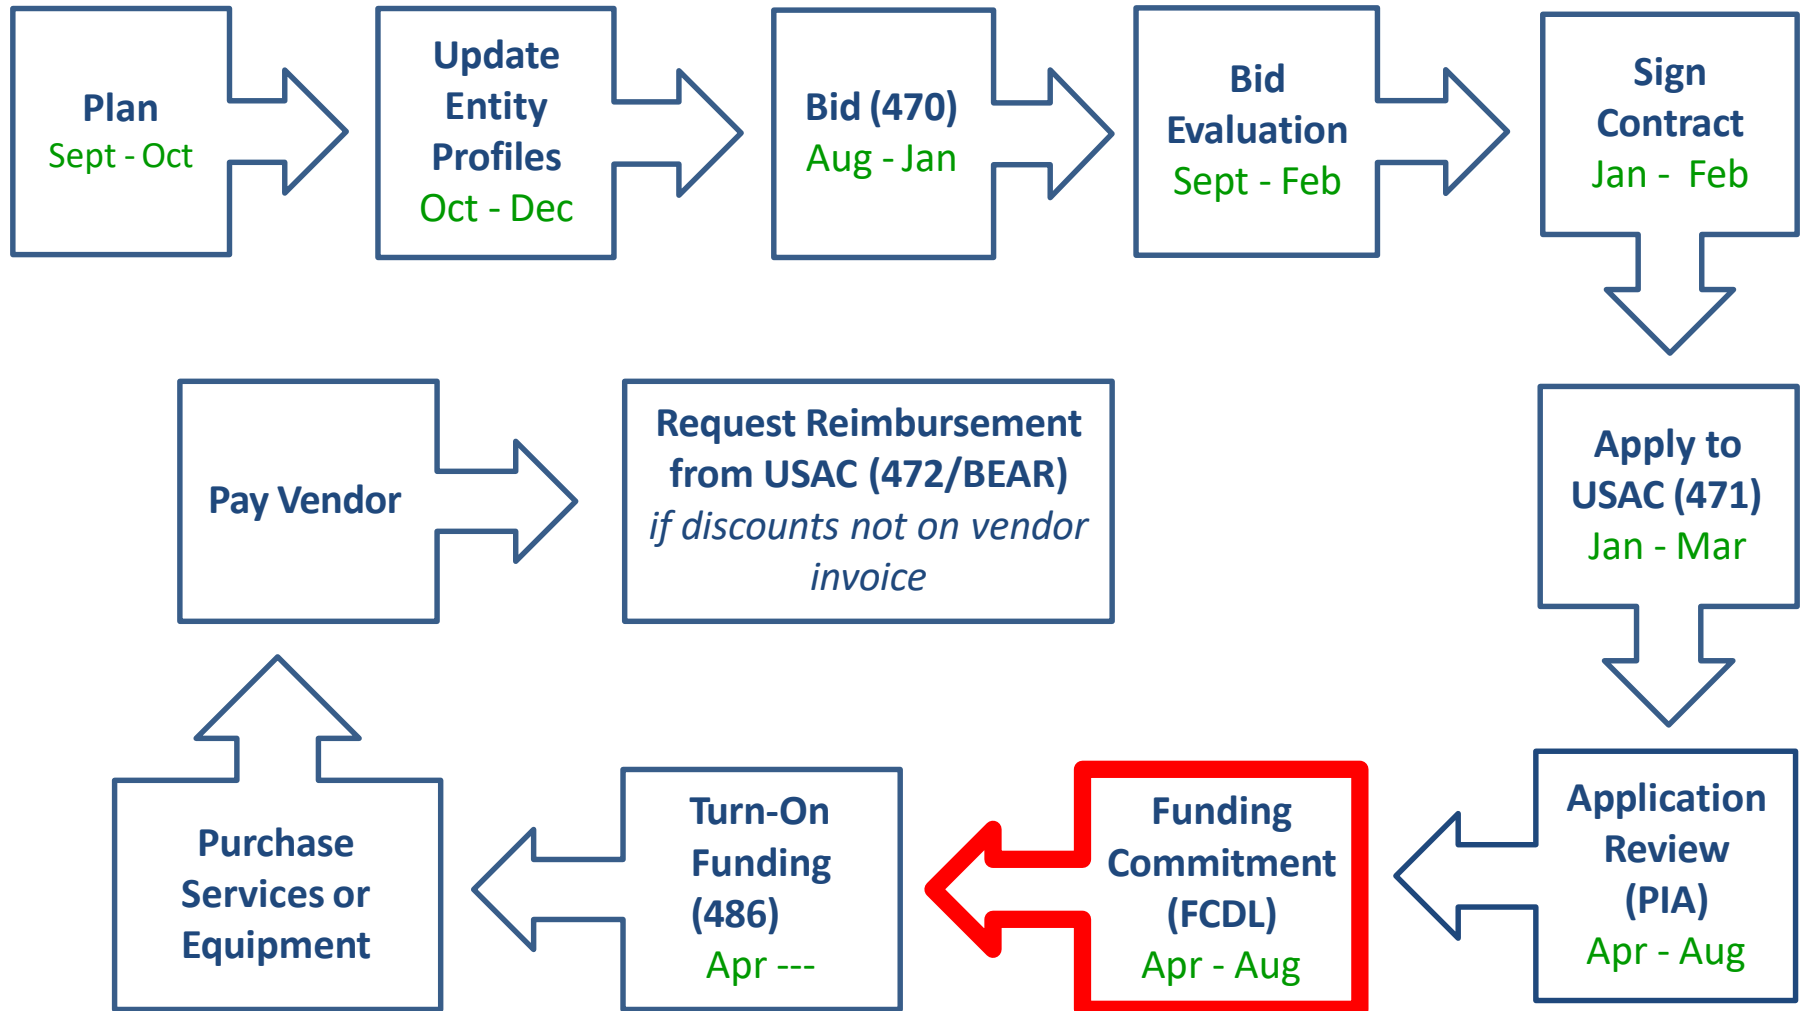 Plan
Sept - Oct
Update
Entity
Profiles
Oct - Dec
Bid (470)
Aug - Jan
Bid
Evaluation
Sept - Feb
Sign
Contract
Jan - Feb
Apply to
USAC (471)
Jan - Mar
Application
Review
(PIA)
Apr - Aug
Funding
Commitment
(FCDL)
Apr - Aug
Turn-On
Funding
(486)
Apr ---
Purchase
Services or
Equipment
Pay Vendor
Request Reimbursement
from USAC (472/BEAR)
if discounts not on vendor
invoice